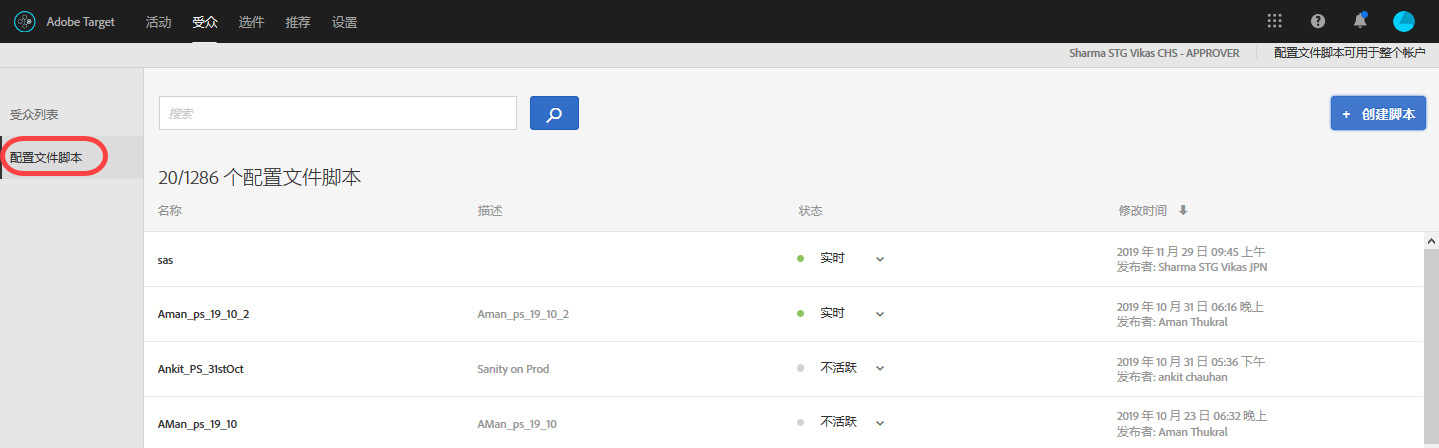 Adobe Target 活动 受众 选件 推荐 设置
Sharma STG Vikas CHS - APPROVER 配置文件脚本可用于整个帐户
受众列表
配置文件脚本
搜索
+ 创建脚本
20/1286 个配置文件脚本
名称 描述 状态 修改时间
sas 实时 2019 年 11 月 29 日 09:45 上午
发布者: Sharma STG Vikas JPN
Aman_ps_19_10_2 Aman_ps_19_10_2 实时 2019 年 10 月 31 日 06:16 晚上
发布者: Aman Thukral
Ankit_PS_31stOct Sanity on Prod 不活跃 2019 年 10 月 31 日 05:36 下午
发布者: ankit chauhan
AMan_ps_19_10 AMan_ps_19_10 不活跃 2019 年 10 月 23 日 06:32 晚上
发布者: Aman Thukral